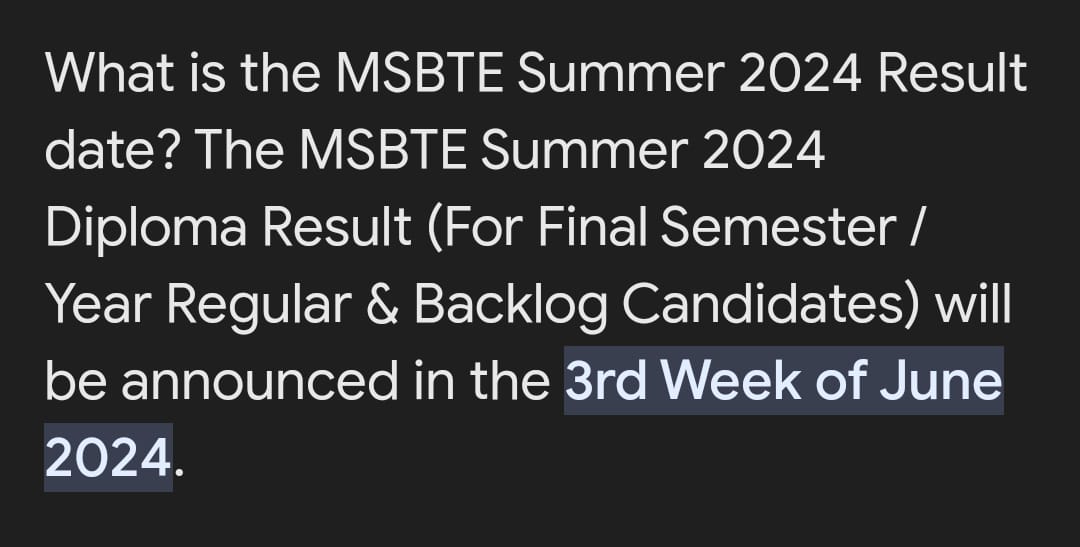 What is the MSBTE Summer 2024 Result
date? The MSBTE Summer 2024
Diploma Result (For Final Semester /
Year Regular & Backlog Candidates) will
be announced in the 3rd Week of June
2024.